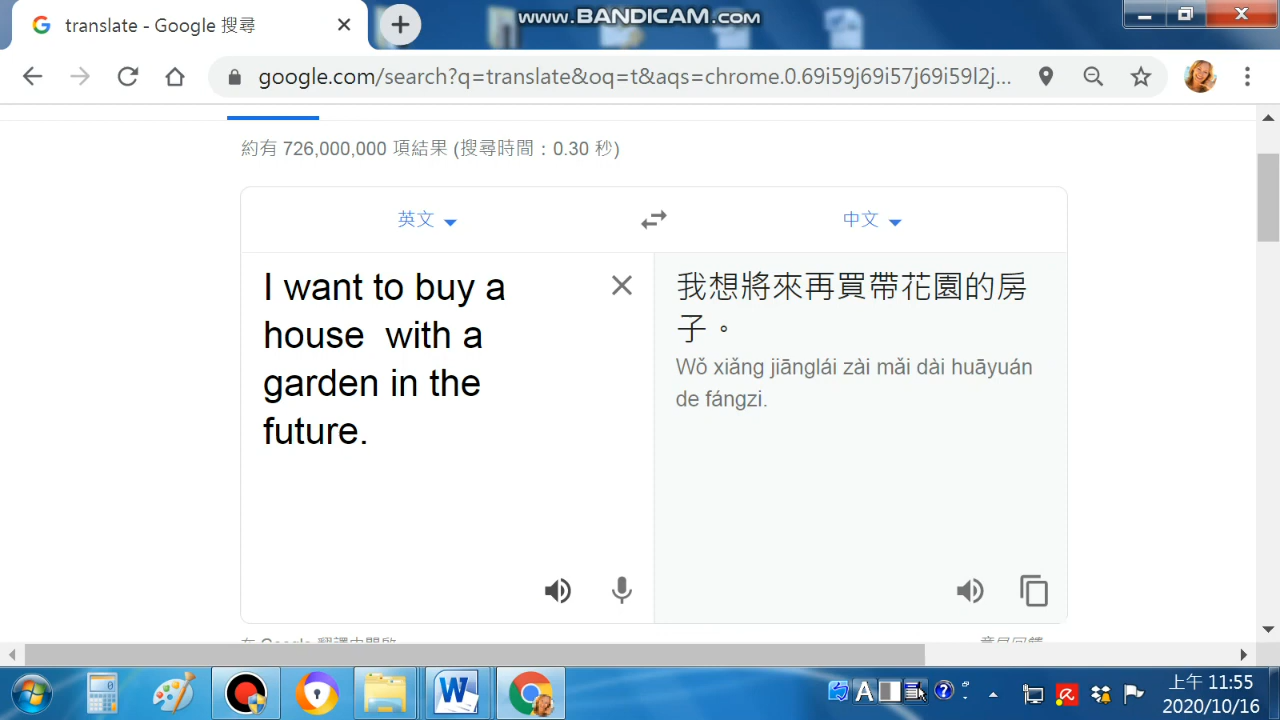 www.BANDICAM.com
translate - Google 搜尋
google.com/search?q=translate&oq=t&aqs=chrome.0.69i59j69i57j69i59l2j...
約有 726,000,000 項結果 (搜尋時間：0.30 秒)
英文
中文
I want to buy a
house  with a
garden in the
future.
我想將來再買帶花園的房
子。
Wǒ xiǎng jiānglái zài mǎi dài huāyuán
de fángzi.
上午 11:55
2020/10/16